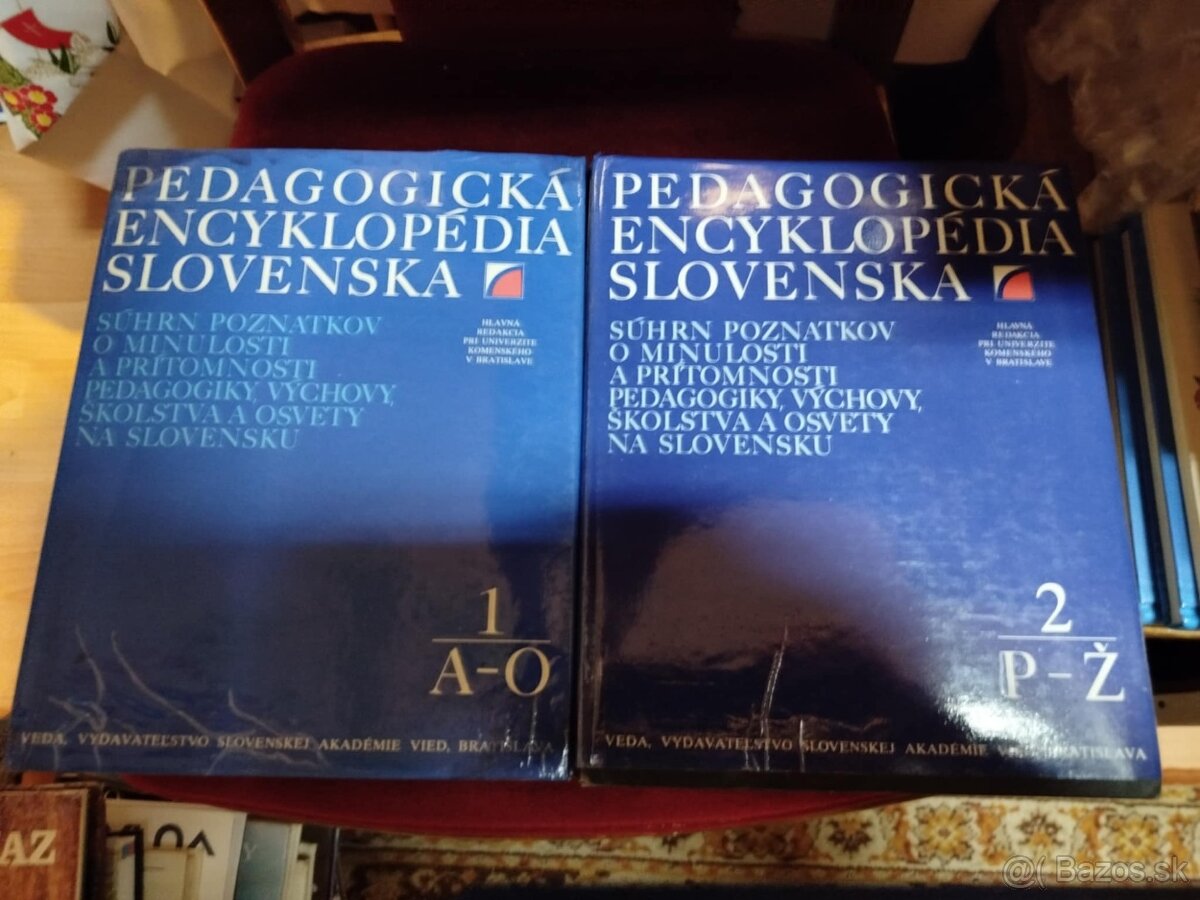 PEDAGOGICKÁ
ENCYKLOPÉDIA
SLOVENSKA
SÚHRN POZNATKOV
O MINULOSTI
A PRÍTOMNOSTI
PEDAGOGIKY, VÝCHOVY,
ŠKOLSTVA A OSVETY
NA SLOVENSKU
HLAVNÁ
REDAKCIA
PRI UNIVERZITE
KOMENSKÉHO
V BRATISLAVE
1
A-O
VEDA, VYDAVATEĽSTVO SLOVENSKEJ AKADÉMIE VIED, BRATISLAVA
PEDAGOGICKÁ
ENCYKLOPÉDIA
SLOVENSKA
SÚHRN POZNATKOV
O MINULOSTI
A PRÍTOMNOSTI
PEDAGOGIKY, VÝCHOVY,
ŠKOLSTVA A OSVETY
NA SLOVENSKU
HLAVNÁ
REDAKCIA
PRI UNIVERZITE
KOMENSKÉHO
V BRATISLAVE
2
P-Ž
VEDA, VYDAVATEĽSTVO SLOVENSKEJ AKADÉMIE VIED, BRATISLAVA
AZ
@( Bazos.sk